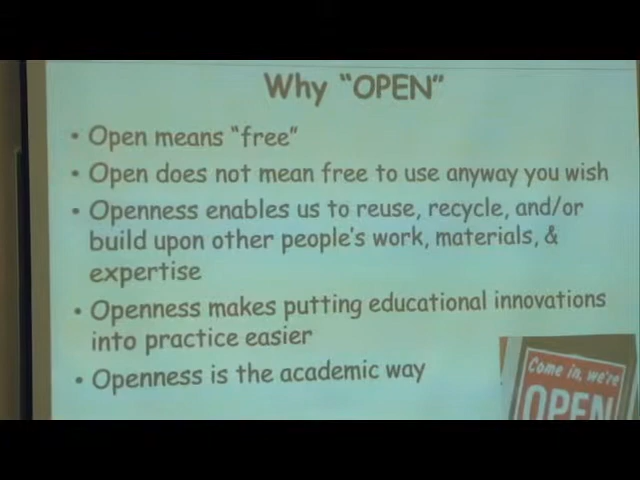 Why “OPEN”
• Open means “free”
• Open does not mean free to use anyway you wish
• Openness enables us to reuse, recycle, and/or
build upon other people's work, materials, &
expertise
• Openness makes putting educational innovations
into practice easier
• Openness is the academic way
Come in, we're
OPEN